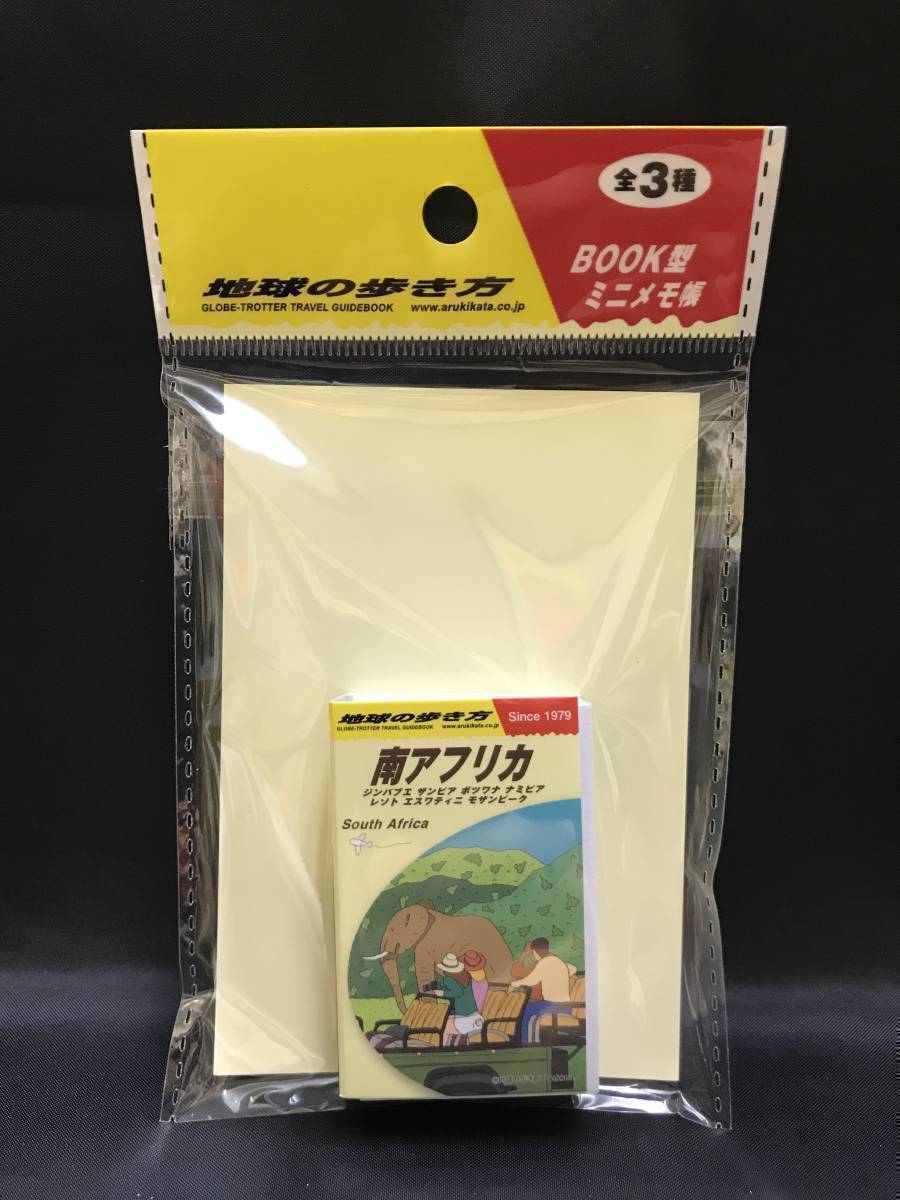 全3種
BOOK型
ミニメモ帳
地球の歩き方
GLOBE-TROTTER TRAVEL GUIDEBOOK www.arukikata.co.jp
地球の歩き方
GLOBE-TROTTER TRAVEL GUIDEBOOK www.arukikata.co.jp
Since 1979
南アフリカ
ジンバブエ ザンビア ボツワナ ナミビア
レソト エスワティニ モザンビーク
South Africa